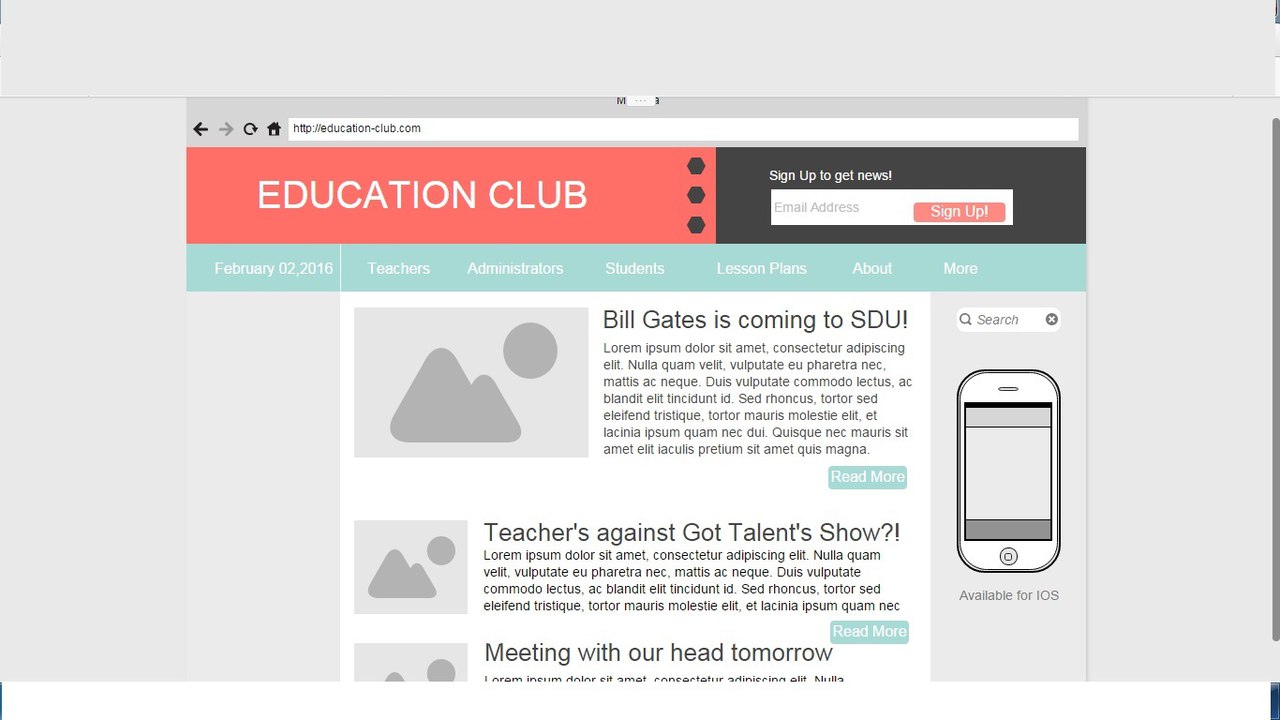 http://education-club.com
EDUCATION CLUB
Sign Up to get news!
Email Address
Sign Up!
February 02,2016
Teachers
Administrators
Students
Lesson Plans
About
More
Bill Gates is coming to SDU!
Lorem ipsum dolor sit amet, consectetur adipiscing
elit. Nulla quam velit, vulputate eu pharetra nec,
mattis ac neque. Duis vulputate commodo lectus, ac
blandit elit tincidunt id. Sed rhoncus, tortor sed
eleifend tristique, tortor mauris molestie elit, et
lacinia ipsum quam nec dui. Quisque nec mauris sit
amet elit iaculis pretium sit amet quis magna.
Read More
Search
Teacher's against Got Talent's Show?!
Lorem ipsum dolor sit amet, consectetur adipiscing elit. Nulla quam
velit, vulputate eu pharetra nec, mattis ac neque. Duis vulputate
commodo lectus, ac blandit elit tincidunt id. Sed rhoncus, tortor sed
eleifend tristique, tortor mauris molestie elit, et lacinia ipsum quam nec
Read More
Available for IOS
Meeting with our head tomorrow
Lorem ipsum dolor sit amet, consectetur adipiscing elit. Nulla